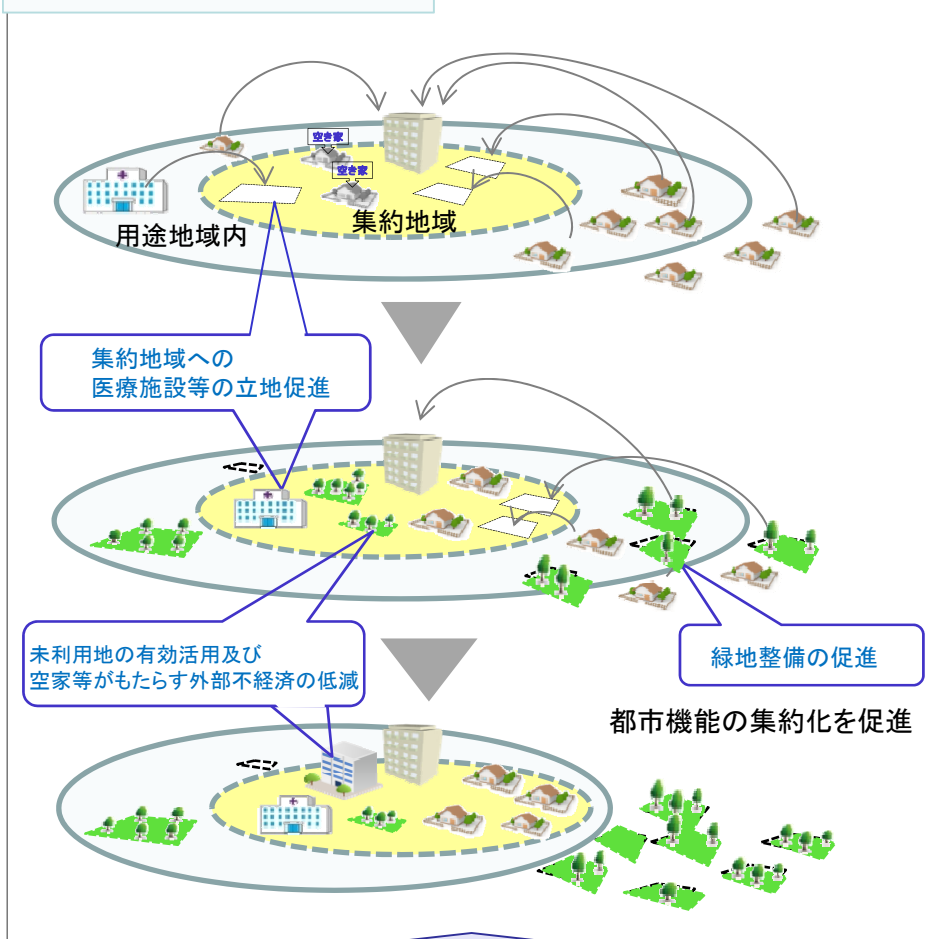 空き家
空き家
集約地域
用途地域内
集約地域への
医療施設等の立地促進
未利用地の有効活用及び
空家等がもたらす外部不経済の低減
緑地整備の促進
都市機能の集約化を促進